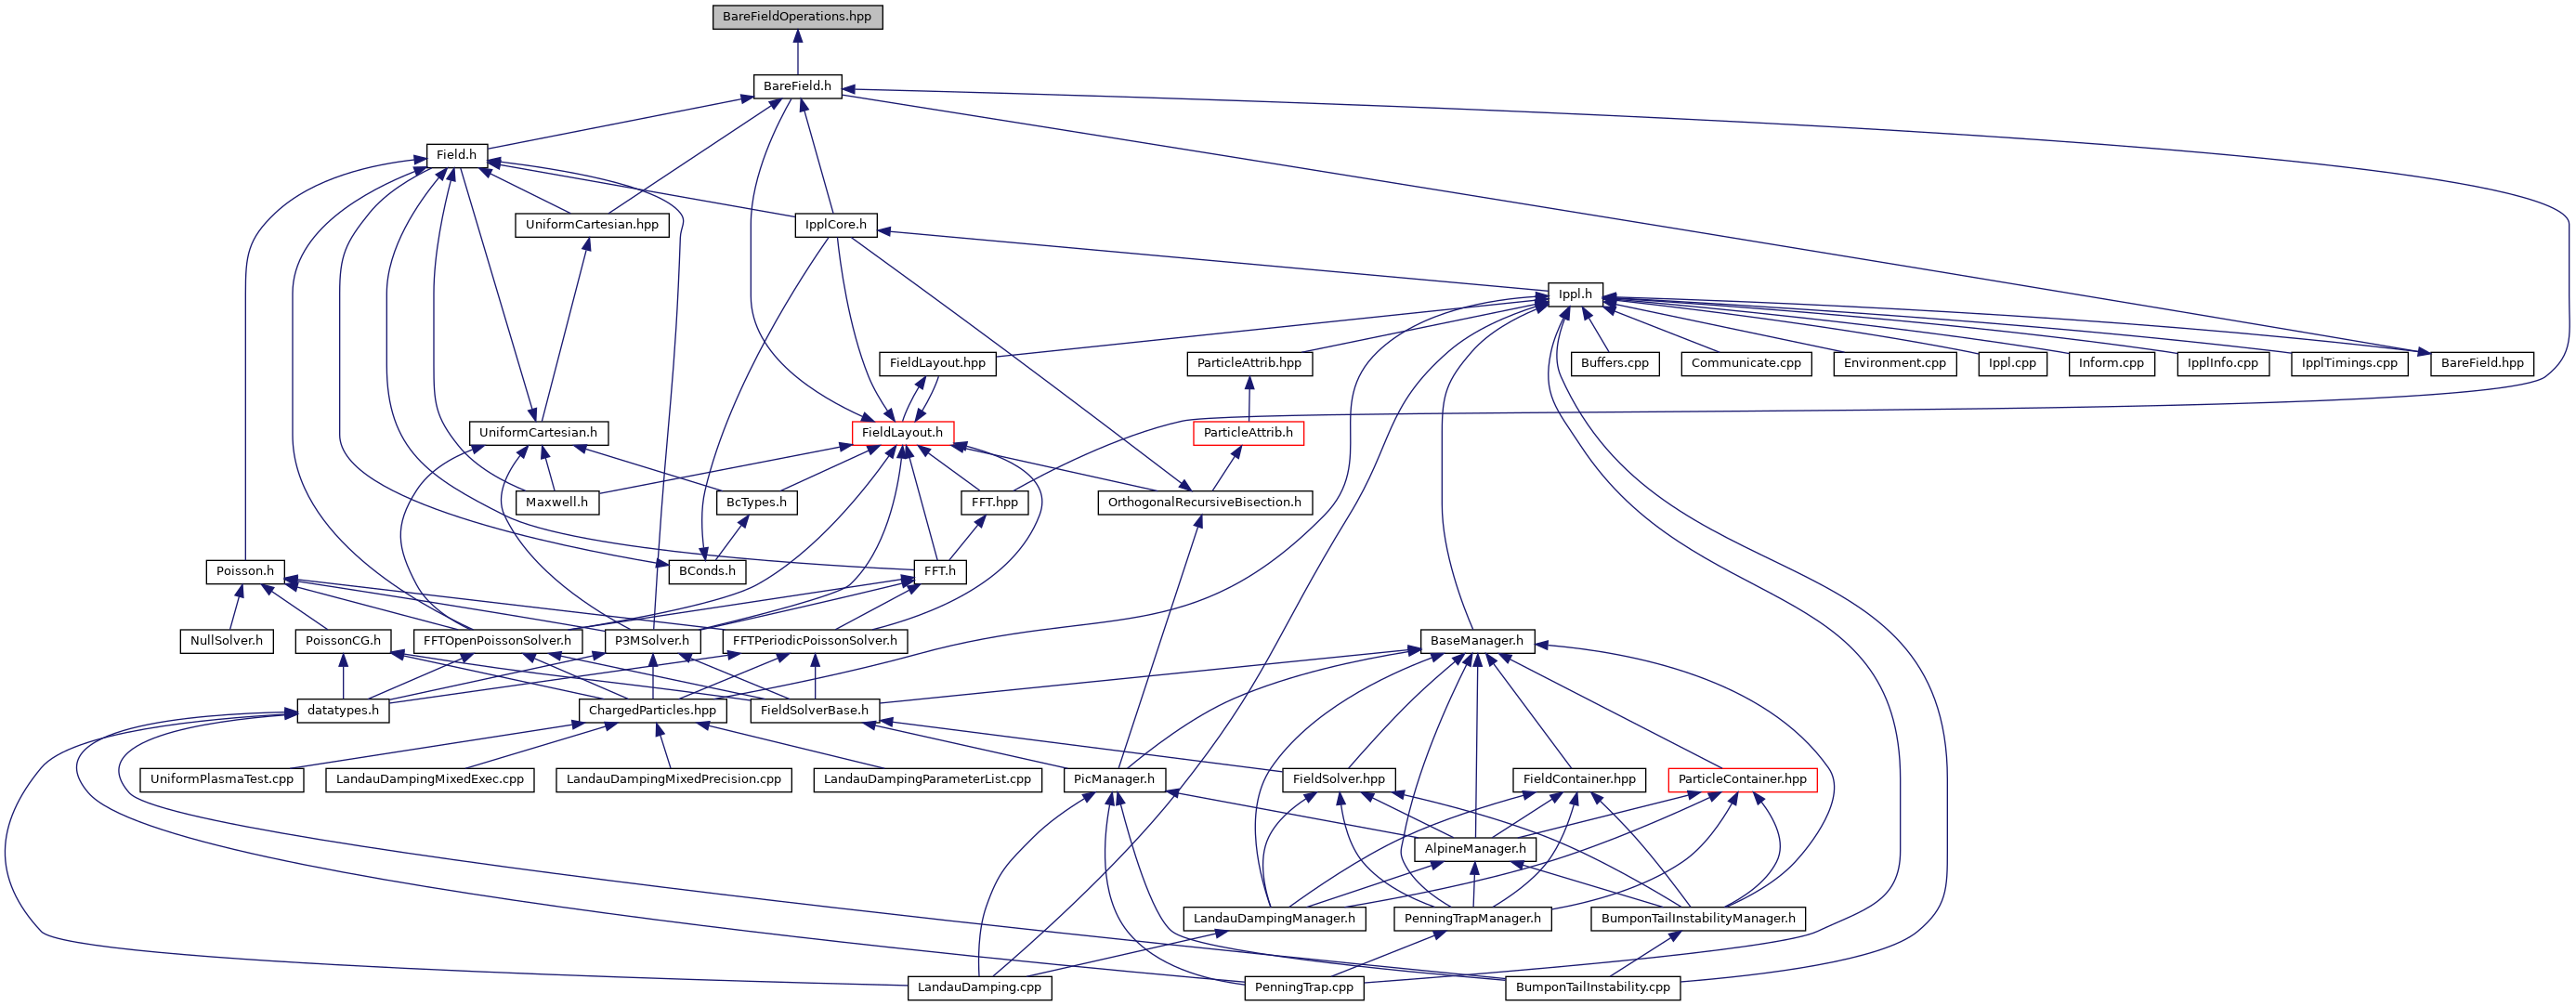 BareFieldOperations.hpp
BareField.h
Field.h
UniformCartesian.hpp
IpplCore.h
Ippl.h
FieldLayout.hpp
ParticleAttrib.hpp
Buffers.cpp
Communicate.cpp
Environment.cpp
Ippl.cpp
Inform.cpp
IpplInfo.cpp
IpplTimings.cpp
BareField.hpp
UniformCartesian.h
FieldLayout.h
ParticleAttrib.h
Maxwell.h
BcTypes.h
FFT.hpp
OrthogonalRecursiveBisection.h
Poisson.h
BConds.h
FFT.h
NullSolver.h
PoissonCG.h
FFTOpenPoissonSolver.h
P3MSolver.h
FFTPeriodicPoissonSolver.h
BaseManager.h
datatypes.h
ChargedParticles.hpp
FieldSolverBase.h
UniformPlasmaTest.cpp
LandauDampingMixedExec.cpp
LandauDampingMixedPrecision.cpp
LandauDampingParameterList.cpp
PicManager.h
FieldSolver.hpp
FieldContainer.hpp
ParticleContainer.hpp
AlpineManager.h
LandauDampingManager.h
PenningTrapManager.h
BumponTailInstabilityManager.h
LandauDamping.cpp
PenningTrap.cpp
BumponTailInstability.cpp